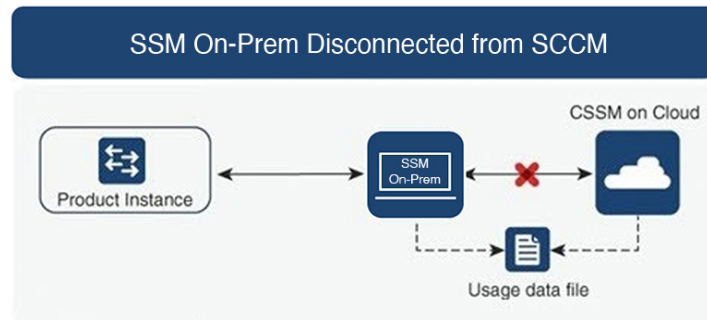 SSM On-Prem Disconnected from SCCM
CSSM on Cloud
SSM
On-Prem
Product Instance
Usage data file